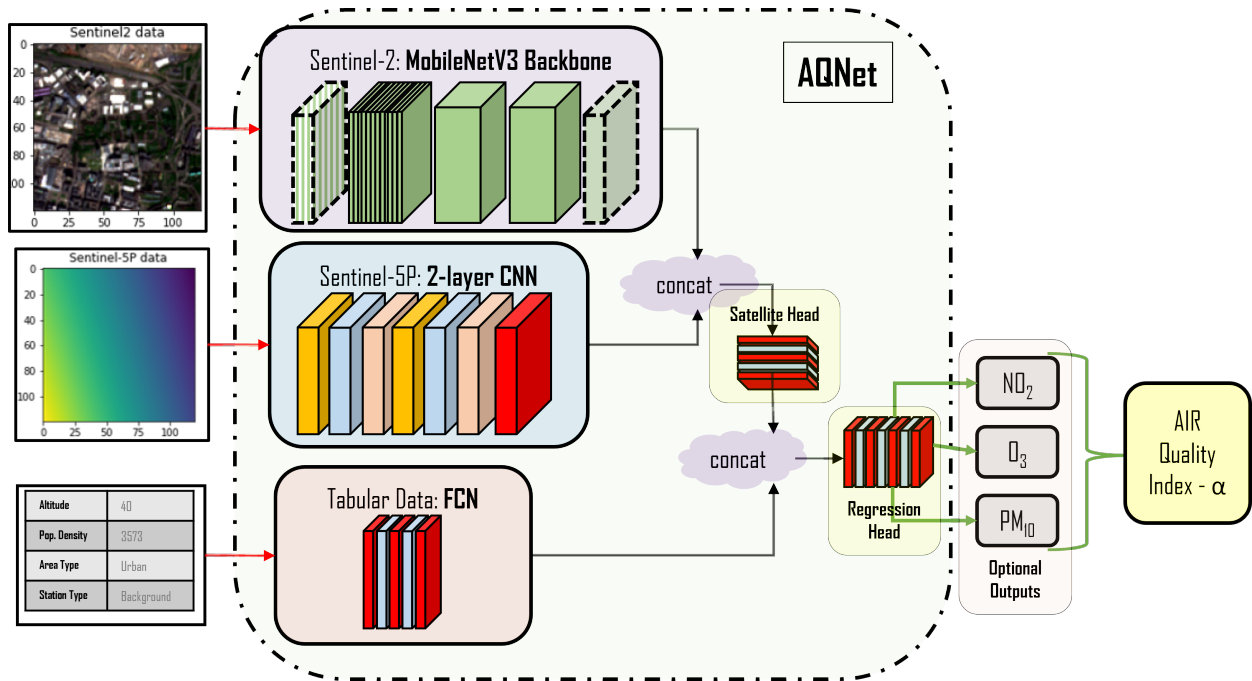 Sentinel2 data
0
20
40
60
80
00
0 25 50 75 100
Sentinel-2: MobileNetV3 Backbone
AQNet
Sentinel-5P data
0
20
40
60
80
100
0 25 50 75 100
Sentinel-5P: 2-layer CNN
concat
Satellite Head
Altitude 40
Pop. Density 3573
Area Type Urban
Station Type Background
Tabular Data: FCN
concat
Regression
Head
NO₂
O₃
PM₁₀
Optional
Outputs
AIR
Quality
Index - α